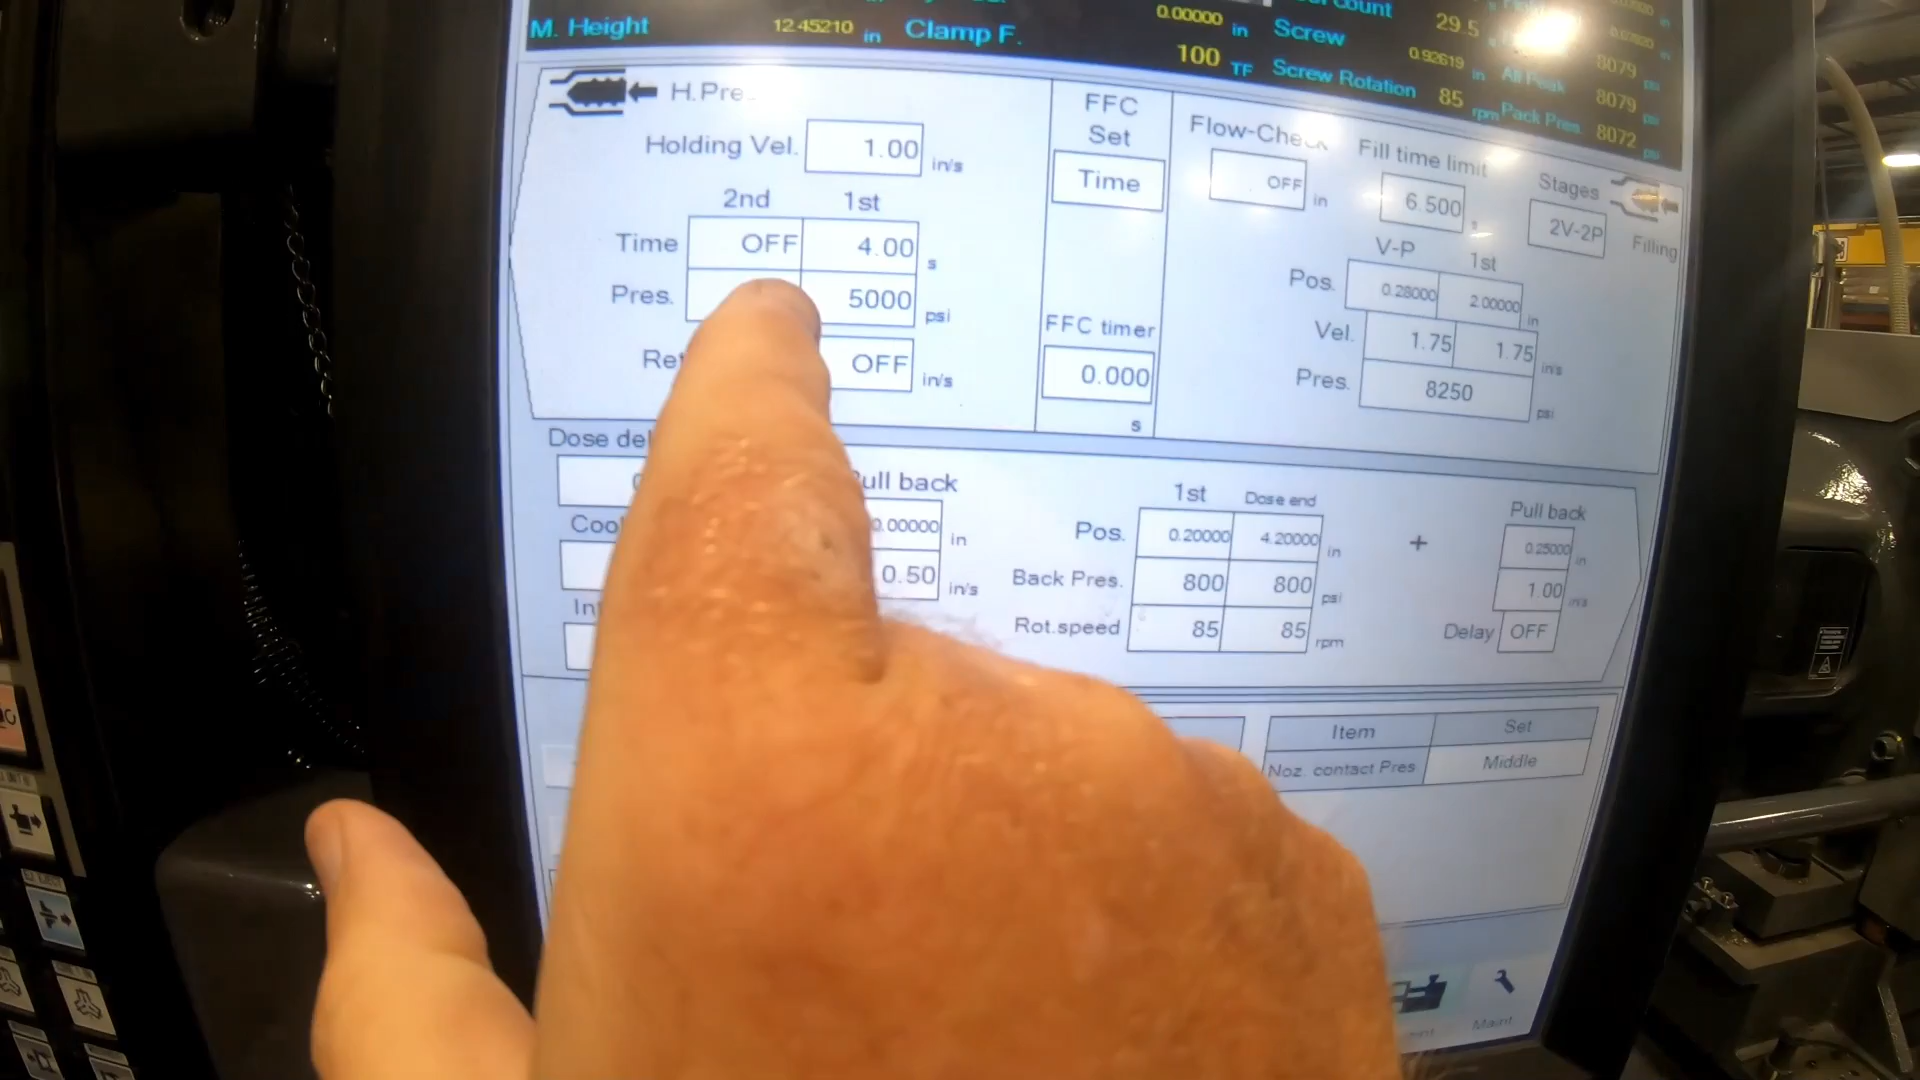 M. Height 12.45210 in Clamp F. 0.00000 in Screw 29.5
100 TF Screw Rotation 0.92619 in 8079 psi
85 rpm Pack Pres. 8079 psi
8072 psi
H.Pre
Holding Vel. 1.00 in/s
2nd 1st
Time OFF 4.00 s
Pres. 5000 psi
OFF in/s
FFC
Set
Time
FFC timer
0.000
s
Flow-Check
OFF in
Fill time limit
6.500 s
Stages
2V-2P
Filling
V-P 1st
Pos. 0.28000 2.00000 in
Vel. 1.75 1.75 in/s
Pres. 8250 psi
Dose del
ull back
0.00000 in
0.50 in/s
1st Dose end
Pos. 0.20000 4.20000 in
Back Pres. 800 800 psi
Rot.speed 85 85 rpm
+
Pull back
0.25000 in
1.00 in/s
Delay OFF
Item Set
Noz. contact Pres. Middle
Maint.